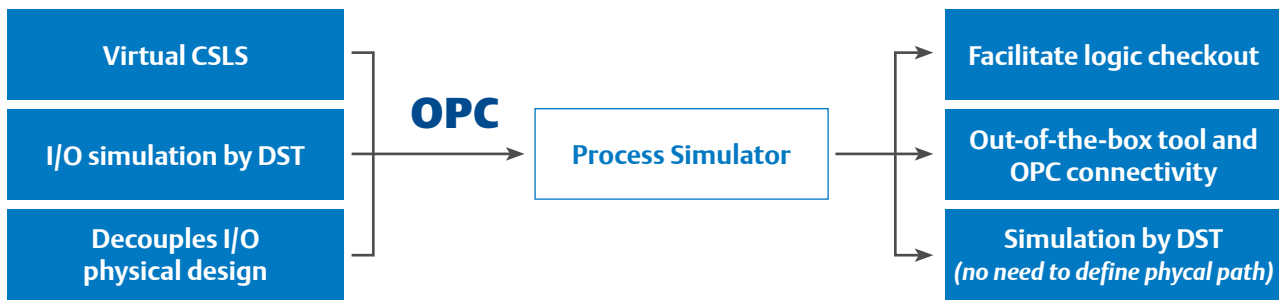 Virtual CSLS
I/O simulation by DST
Decouples I/O
physical design
OPC
Process Simulator
Facilitate logic checkout
Out-of-the-box tool and
OPC connectivity
Simulation by DST
(no need to define phycal path)